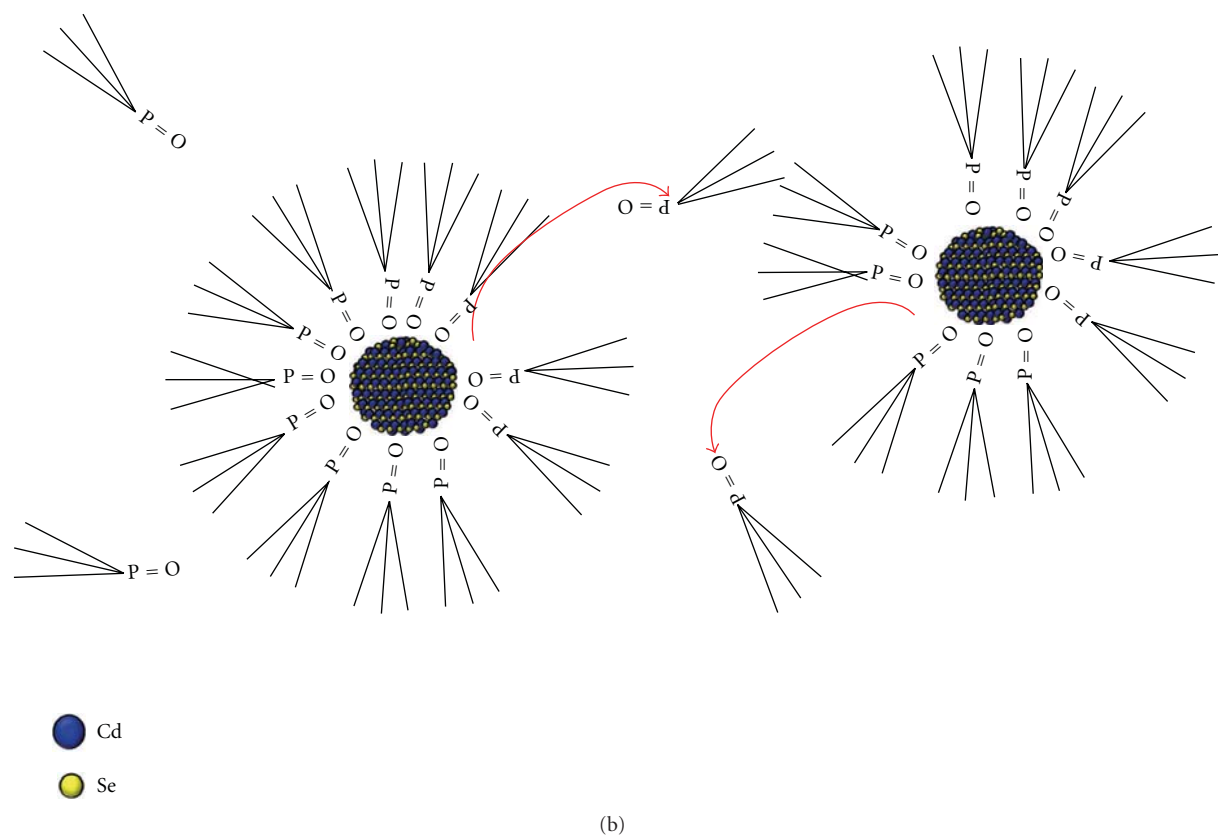 P = O
P = O
P = O
P = O
O = P
P = O
O = P
P = O
P = O
P = O
P = O
P = O
P = O
O = P
P = O
P = O
O = P
P = O
O = P
O = P
O = P
O = P
O = P
O = P
O = P
P = O
Cd
Se
(b)